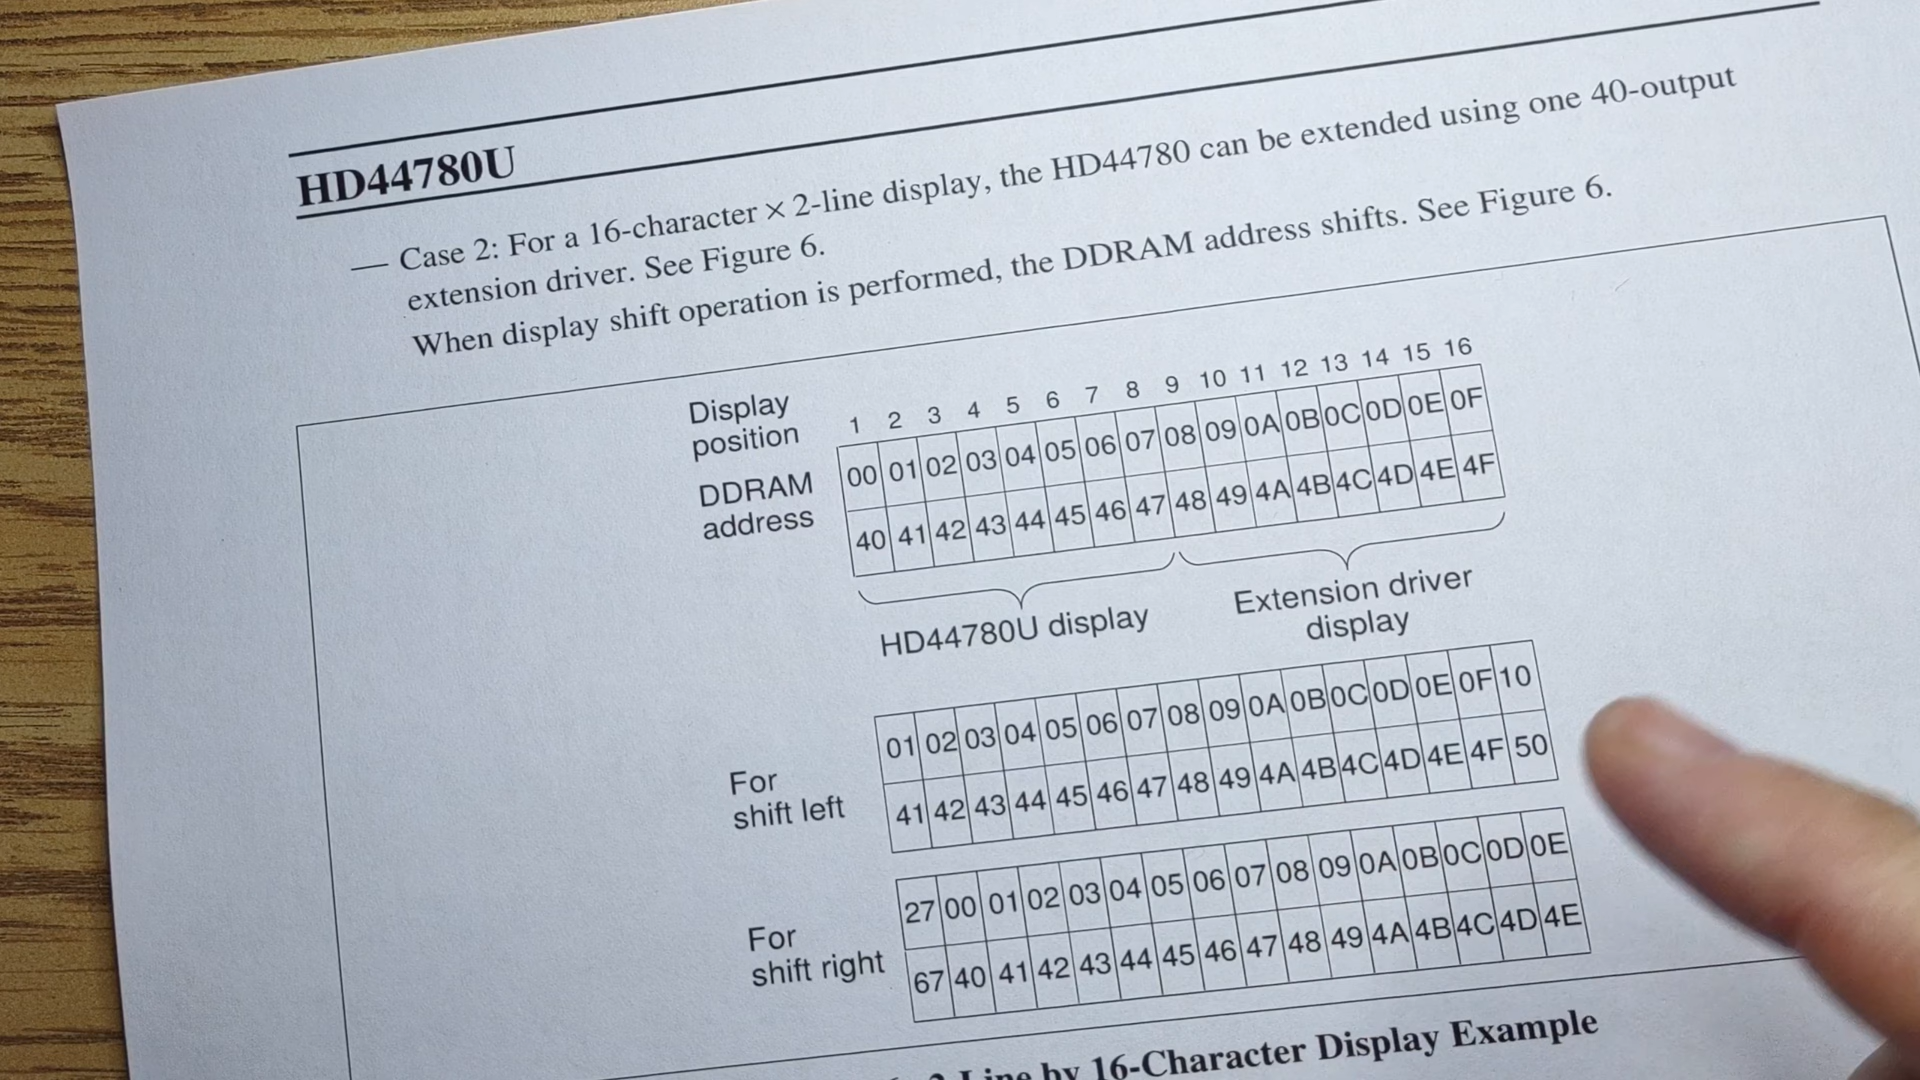 HD44780U
— Case 2: For a 16-character × 2-line display, the HD44780 can be extended using one 40-output
extension driver. See Figure 6.
When display shift operation is performed, the DDRAM address shifts. See Figure 6.
Display
position
1 2 3 4 5 6 7 8 9 10 11 12 13 14 15 16
DDRAM
address
00 01 02 03 04 05 06 07 08 09 0A 0B 0C 0D 0E 0F
40 41 42 43 44 45 46 47 48 49 4A 4B 4C 4D 4E 4F
HD44780U display
Extension driver
display
For
shift left
01 02 03 04 05 06 07 08 09 0A 0B 0C 0D 0E 0F 10
41 42 43 44 45 46 47 48 49 4A 4B 4C 4D 4E 4F 50
For
shift right
27 00 01 02 03 04 05 06 07 08 09 0A 0B 0C 0D 0E
67 40 41 42 43 44 45 46 47 48 49 4A 4B 4C 4D 4E
2-Line by 16-Character Display Example